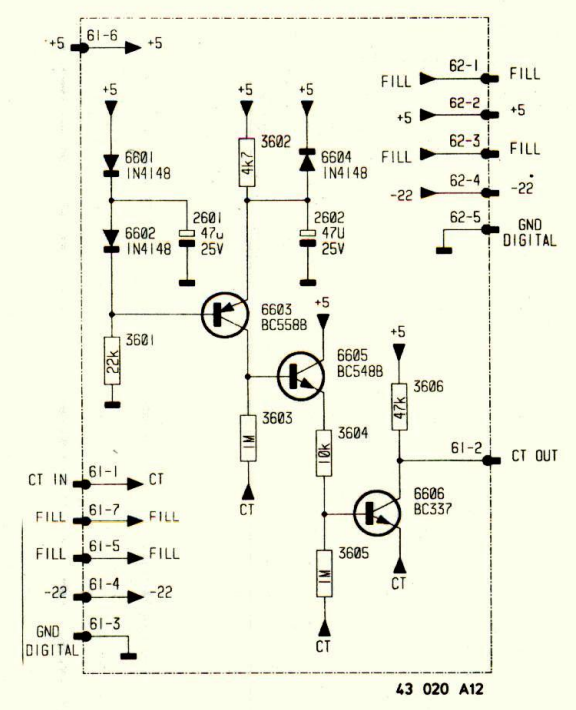 +5 61-6 +5
62-1 FILL
FILL
62-2 +5
+5
62-3 FILL
FILL
62-4 -22
-22
62-5 GND
DIGITAL
+5 +5 +5
6601
1N4148
3602
4k7
6604
1N4148
6602
1N4148
2601
47u
25V
2602
47U
25V
6603
BC558B
+5
3601
22k
6605
BC548B
+5
3603
1M
3604
10k
3606
47k
61-2 CT OUT
CT IN 61-1 CT
CT
6606
BC337
FILL 61-7 FILL
FILL 61-5 FILL
3605
1M
CT
-22 61-4 -22
GND 61-3
DIGITAL
CT
43 020 A12